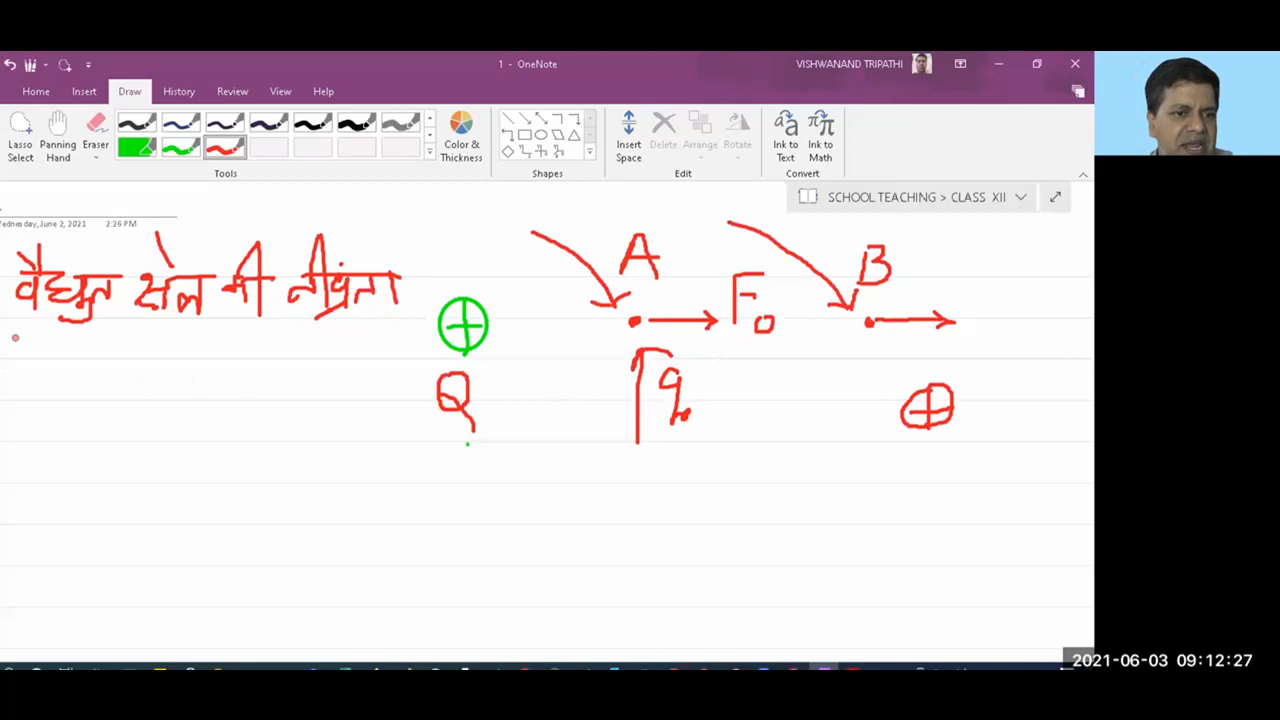 1 - OneNote
VISHWANAND TRIPATHI
Home Insert Draw History Review View Help
Lasso Select
Panning Hand
Eraser
Color & Thickness
Insert Space
Delete
Arrange
Rotate
Ink to Text
Ink to Math
Tools
Shapes
Edit
Convert
SCHOOL TEACHING > CLASS XII
ednesday, June 2, 2021 2:26 PM
वैद्युत क्षेत्र की तीव्रता
A
B
F₀
Q
q₀
2021-06-03 09:12:27